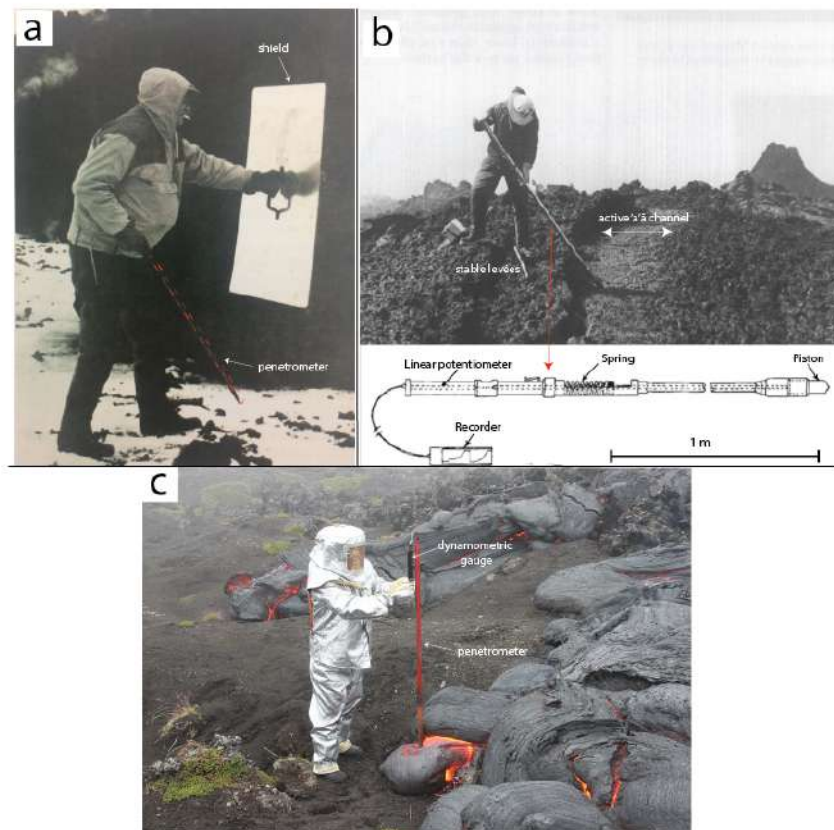 a
shield
penetrometer
b
active 'a'ā channel
stable levées
Linear potentiometer
Spring
Piston
Recorder
1 m
c
dynamometric
gauge
penetrometer